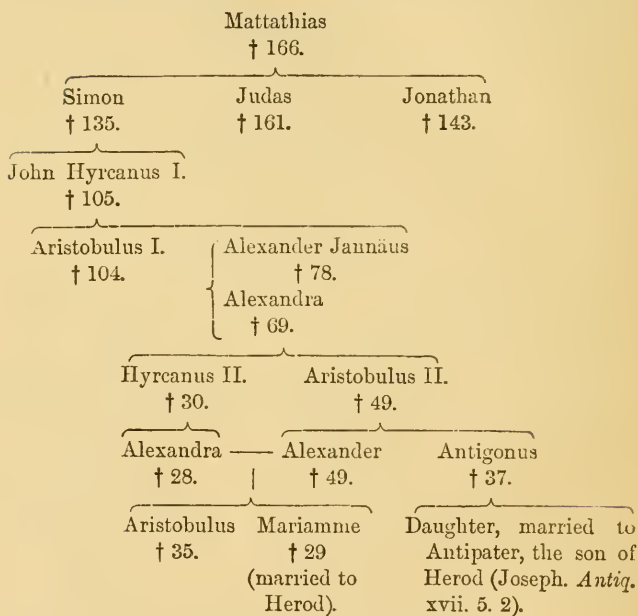 Mattathias
† 166.
Simon Judas Jonathan
† 135. † 161. † 143.
John Hyrcanus I.
† 105.
Aristobulus I. Alexander Jannäus
† 104. † 78.
Alexandra
† 69.
Hyrcanus II. Aristobulus II.
† 30. † 49.
Alexandra Alexander Antigonus
† 28. † 49. † 37.
Aristobulus Mariamme Daughter, married to
† 35. † 29 Antipater, the son of
(married to Herod (Joseph. Antiq.
Herod). xvii. 5. 2).